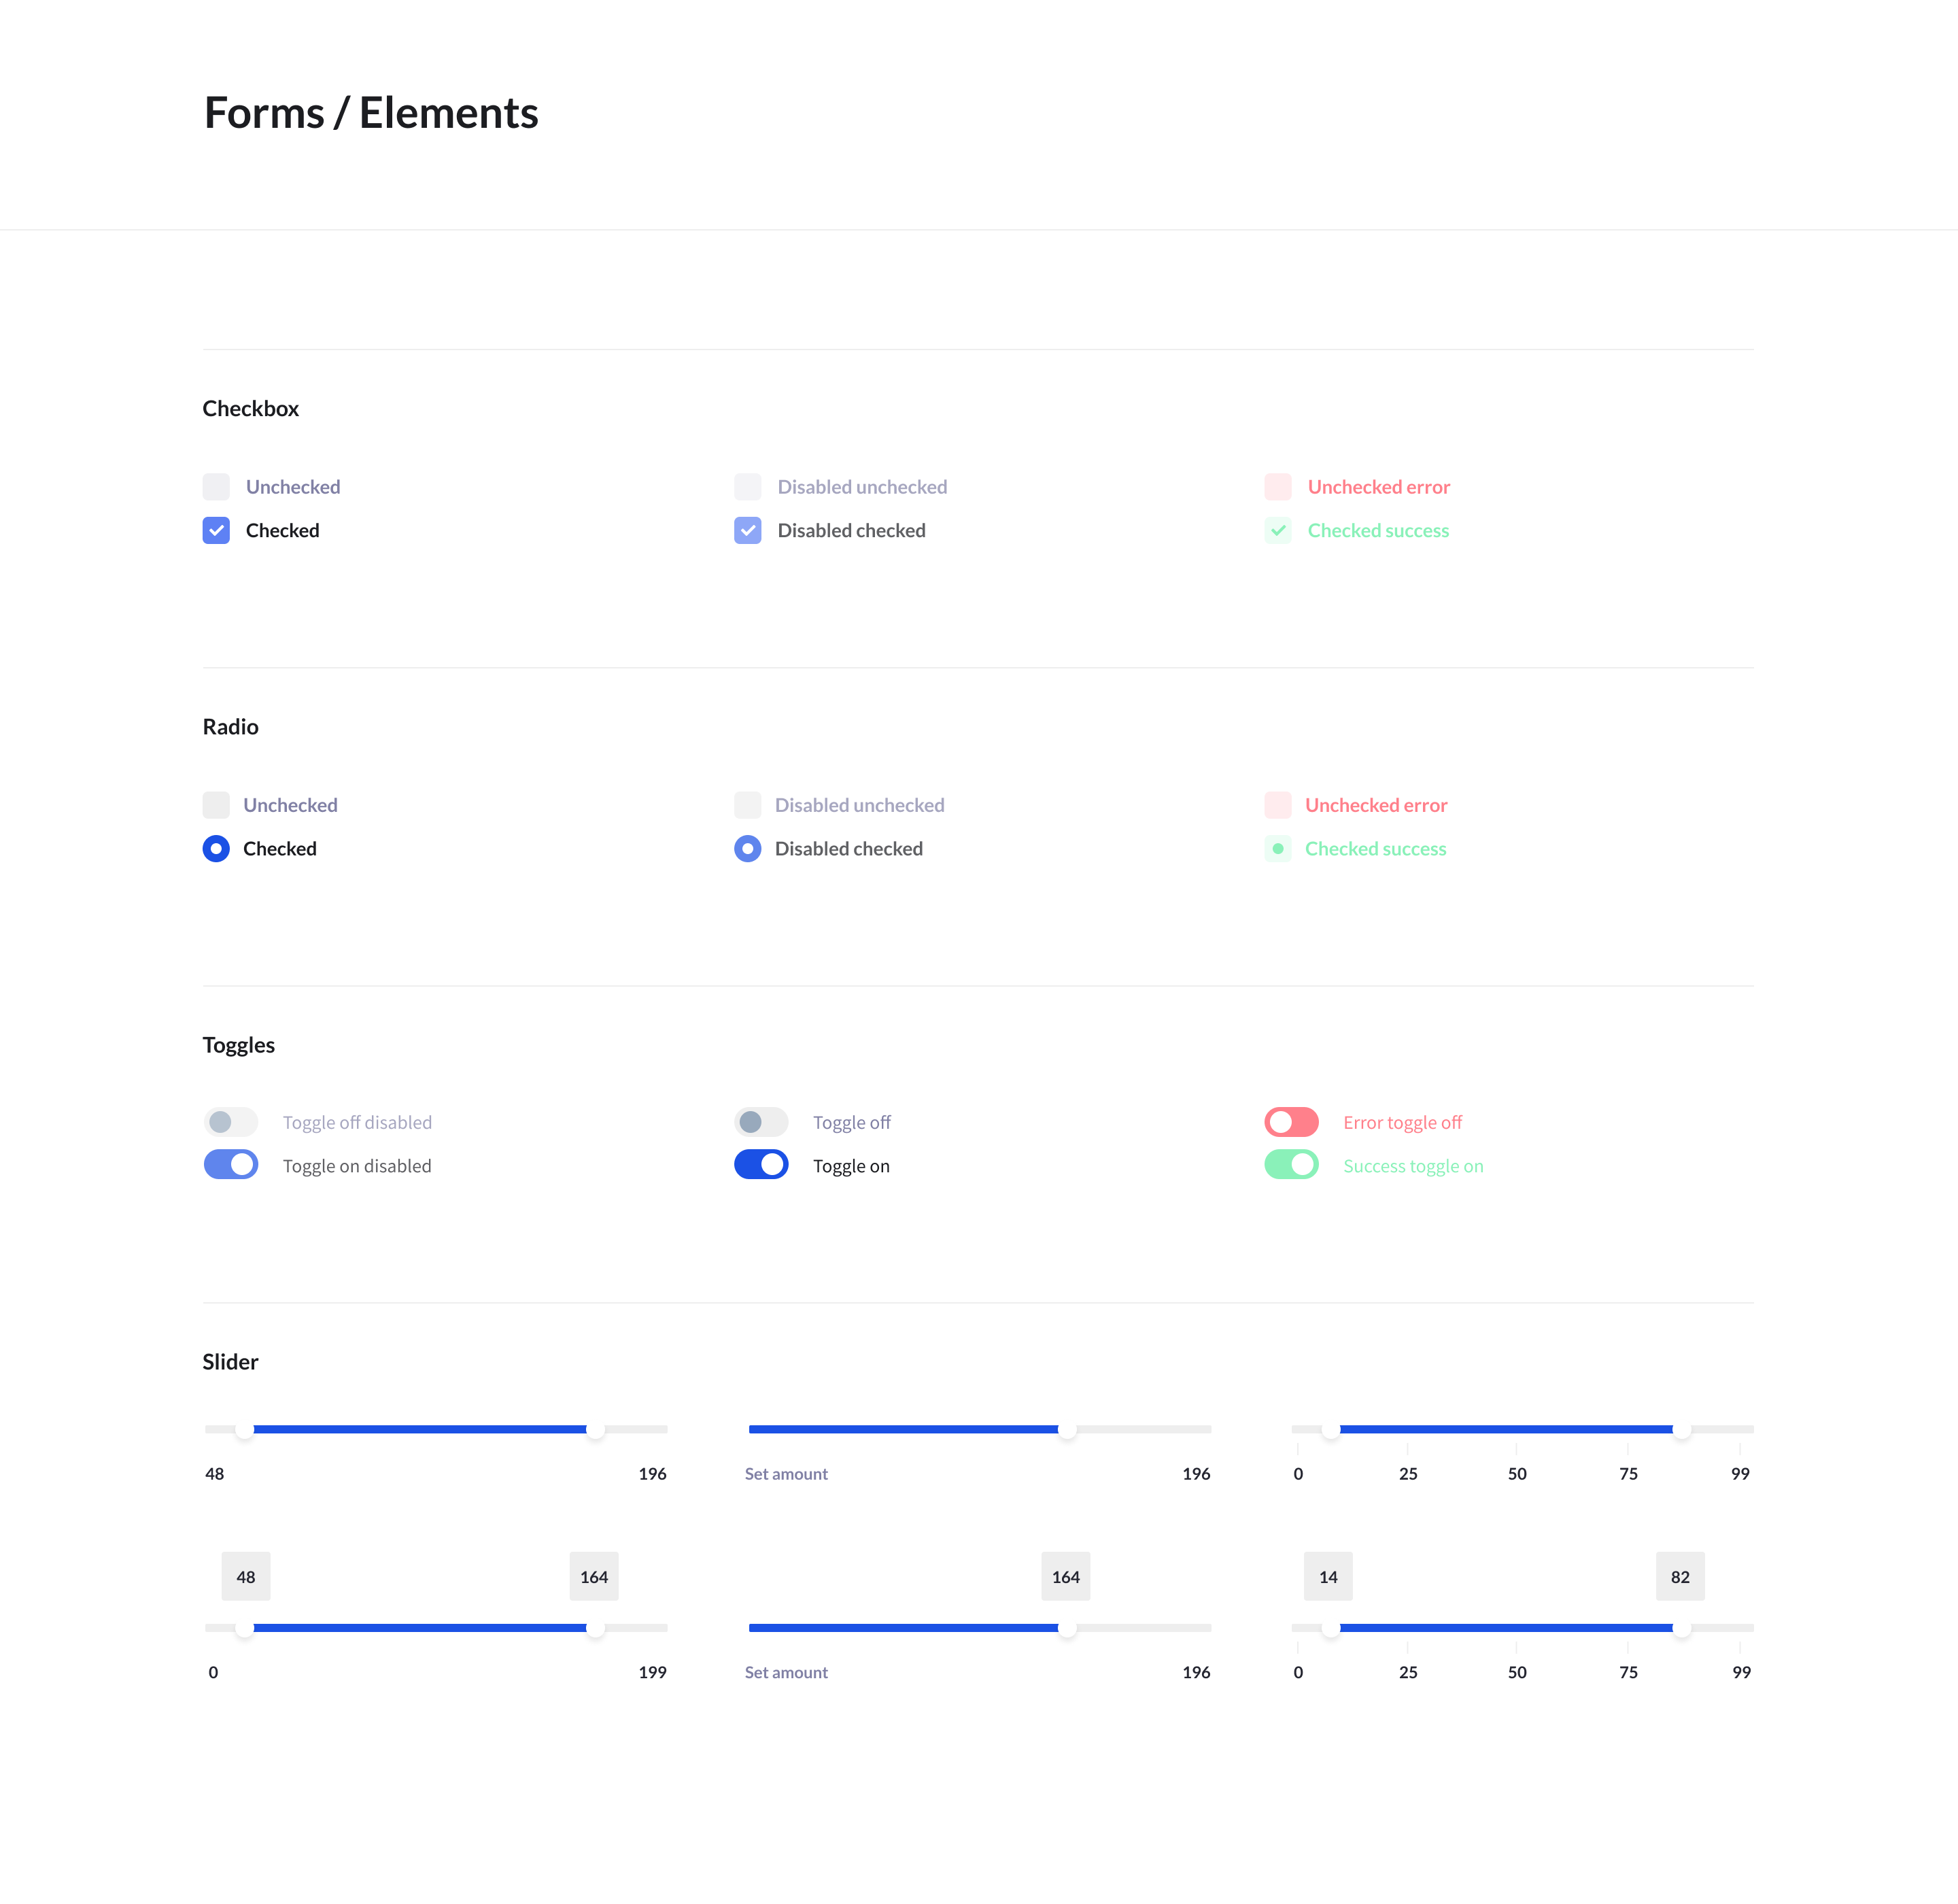 Forms / Elements
Checkbox
Unchecked
Disabled unchecked
Unchecked error
Checked
Disabled checked
Checked success
Radio
Unchecked
Disabled unchecked
Unchecked error
Checked
Disabled checked
Checked success
Toggles
Toggle off disabled
Toggle off
Error toggle off
Toggle on disabled
Toggle on
Success toggle on
Slider
48 196
Set amount 196
0 25 50 75 99
48 164
164
14 82
0 199
Set amount 196
0 25 50 75 99